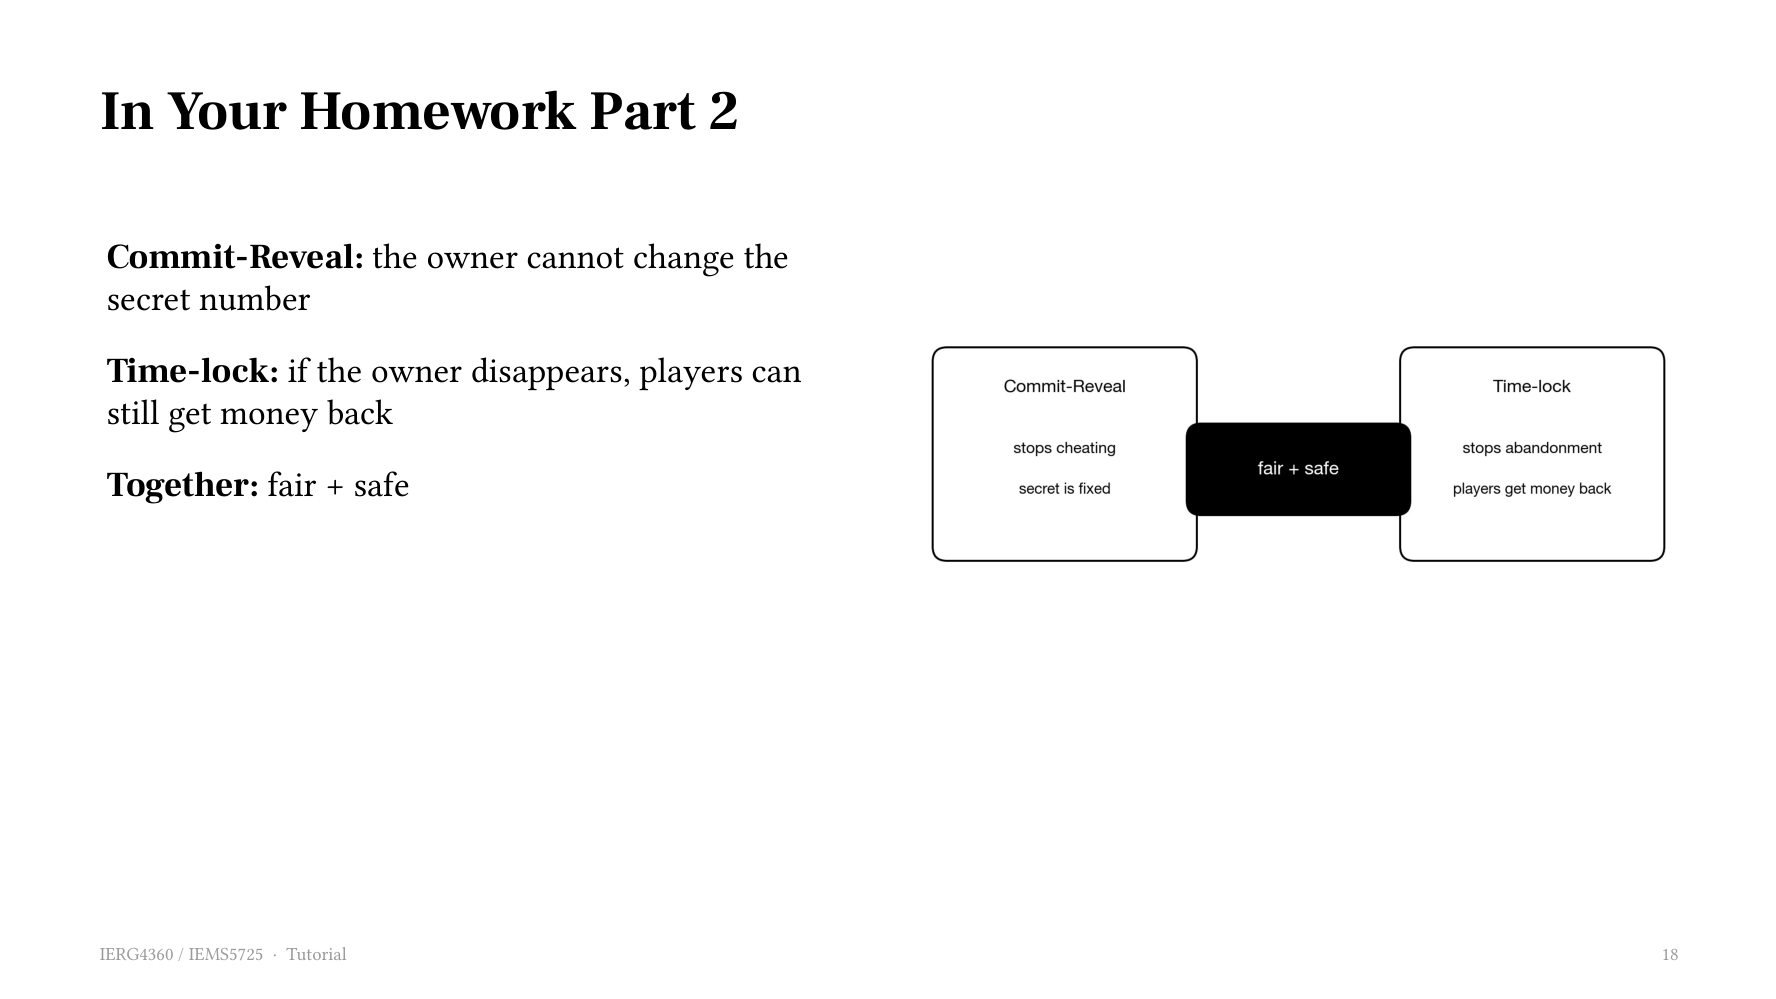 In Your Homework Part 2
Commit-Reveal: the owner cannot change the
secret number
Time-lock: if the owner disappears, players can
still get money back
Together: fair + safe
Commit-Reveal
stops cheating
secret is fixed
fair + safe
Time-lock
stops abandonment
players get money back
IERG4360 / IEMS5725 · Tutorial
18